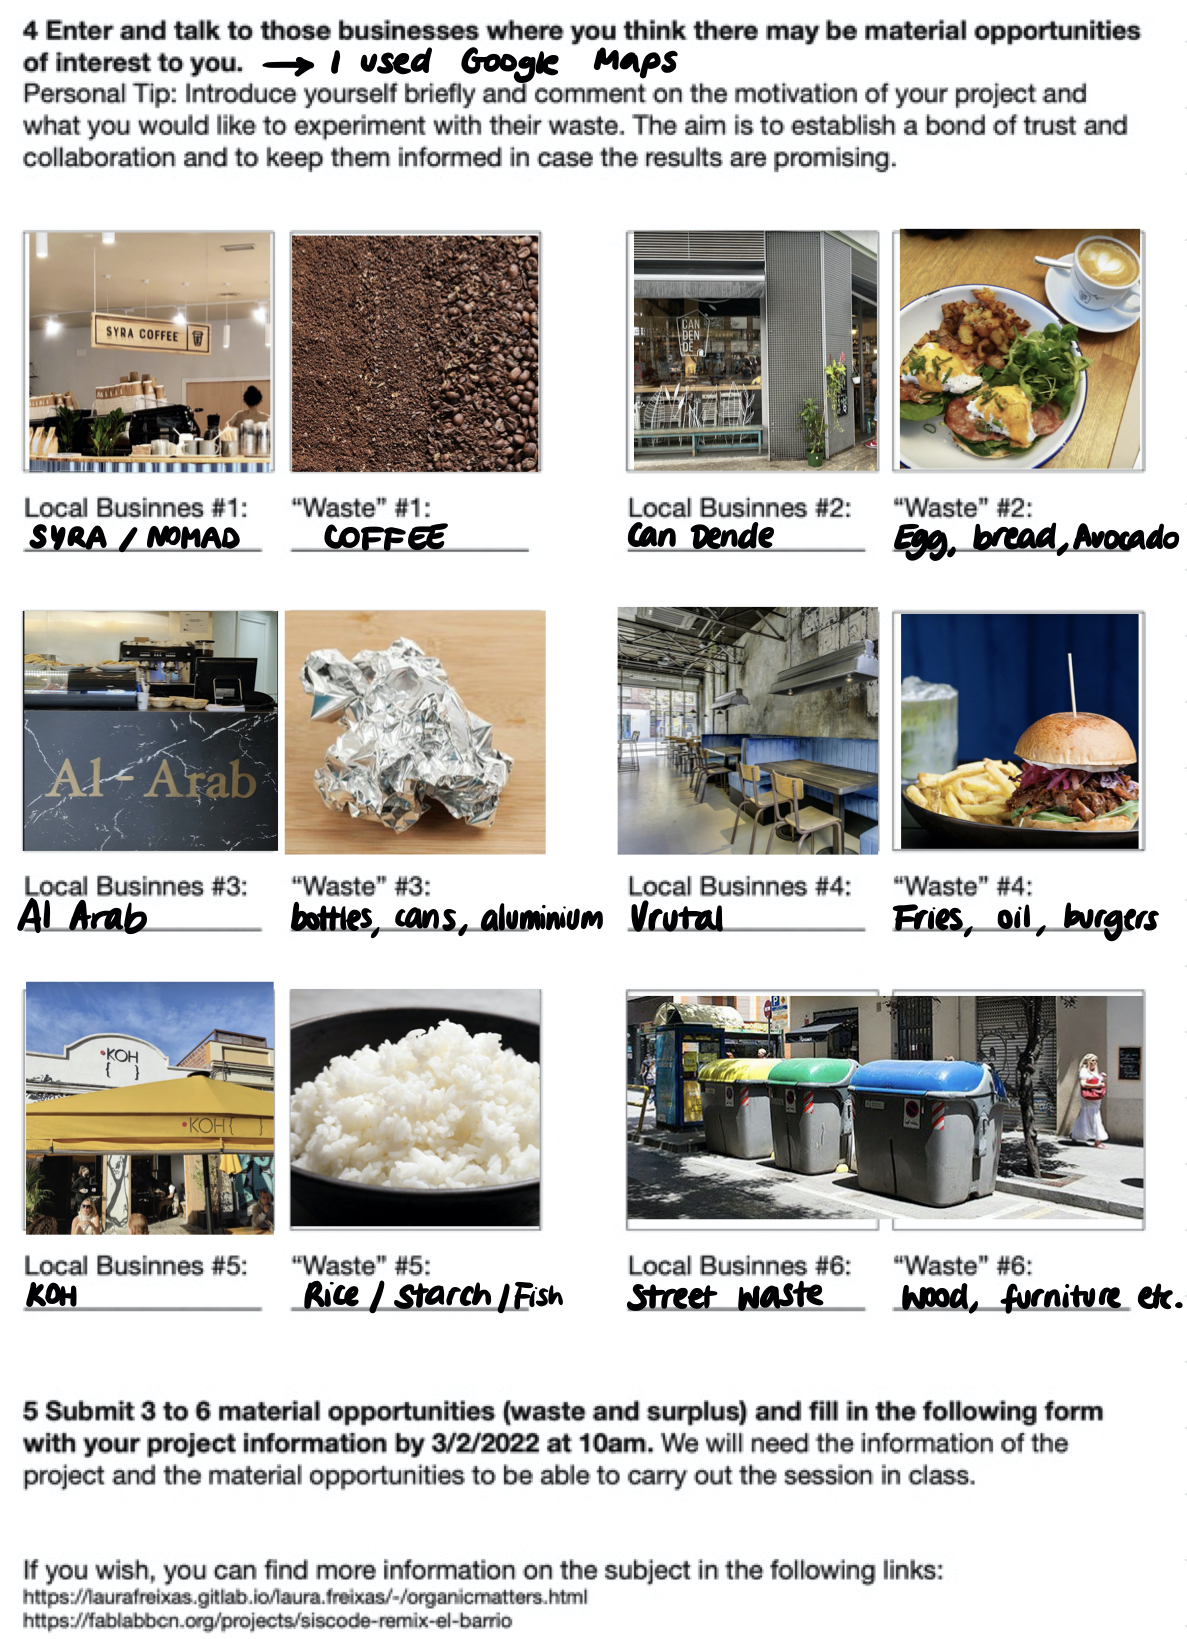 4 Enter and talk to those businesses where you think there may be material opportunities
of interest to you. → I used Google Maps
Personal Tip: Introduce yourself briefly and comment on the motivation of your project and
what you would like to experiment with their waste. The aim is to establish a bond of trust and
collaboration and to keep them informed in case the results are promising.
SYRA COFFEE
CAN
DEN
DE
Local Businnes #1: “Waste” #1: Local Businnes #2: “Waste” #2:
SYRA / NOMAD COFFEE Can Dende Egg, bread, Avocado
Al-Arab
Local Businnes #3: “Waste” #3: Local Businnes #4: “Waste” #4:
Al Arab bottles, cans, aluminium Vrutal Fries, oil, burgers
KOH
{ }
KOH{ }
P
Local Businnes #5: “Waste” #5: Local Businnes #6: “Waste” #6:
KOH Rice / Starch / Fish Street waste Wood, furniture etc.
5 Submit 3 to 6 material opportunities (waste and surplus) and fill in the following form
with your project information by 3/2/2022 at 10am. We will need the information of the
project and the material opportunities to be able to carry out the session in class.
If you wish, you can find more information on the subject in the following links:
https://laurafreixas.gitlab.io/laura.freixas/-/organicmatters.html
https://fablabbcn.org/projects/siscode-remix-el-barrio